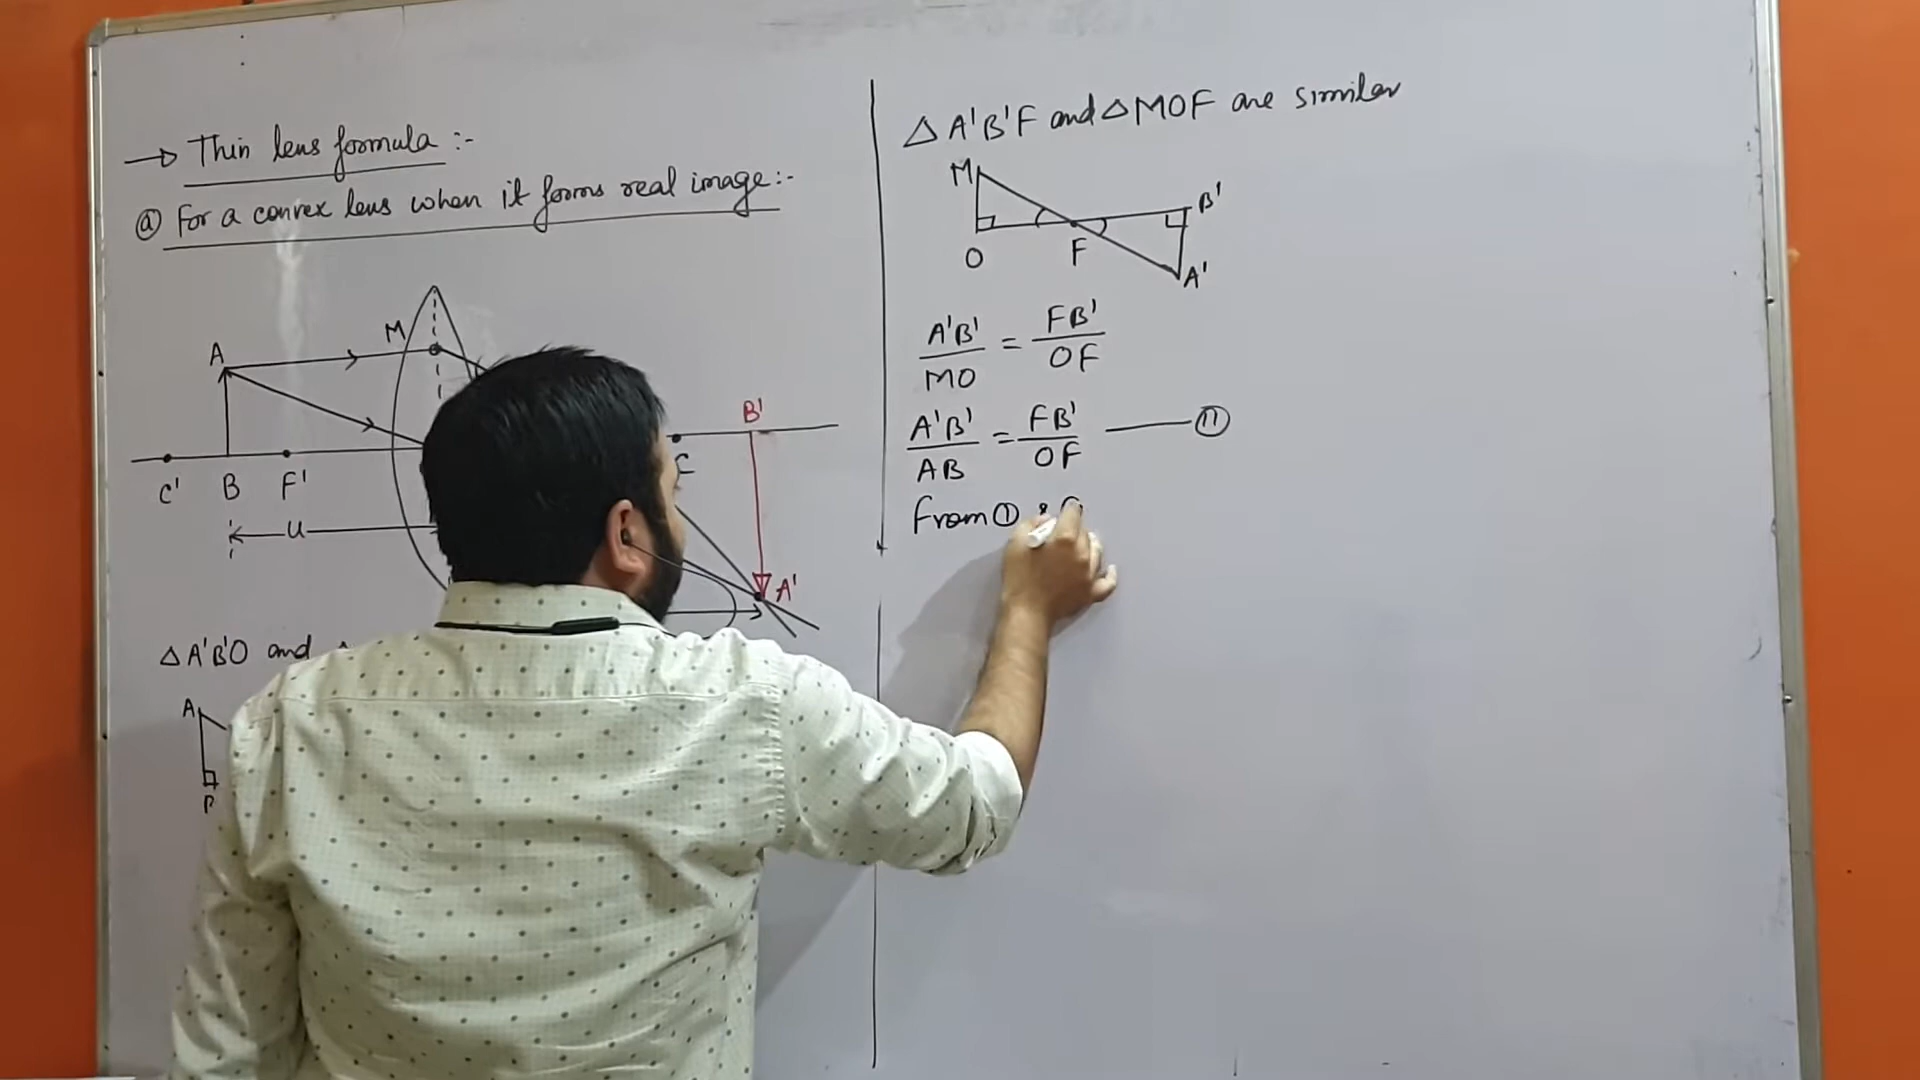 → Thin lens formula :-
ⓐ For a convex lens when it forms real image:-
A
M
B'
C
C' B F'
u
A'
△A'B'O and
A
△ A'B'F and △MOF are similar
M
B'
O F
A'
A'B'/MO = FB'/OF
A'B'/AB = FB'/OF —— ⑪
From ① &